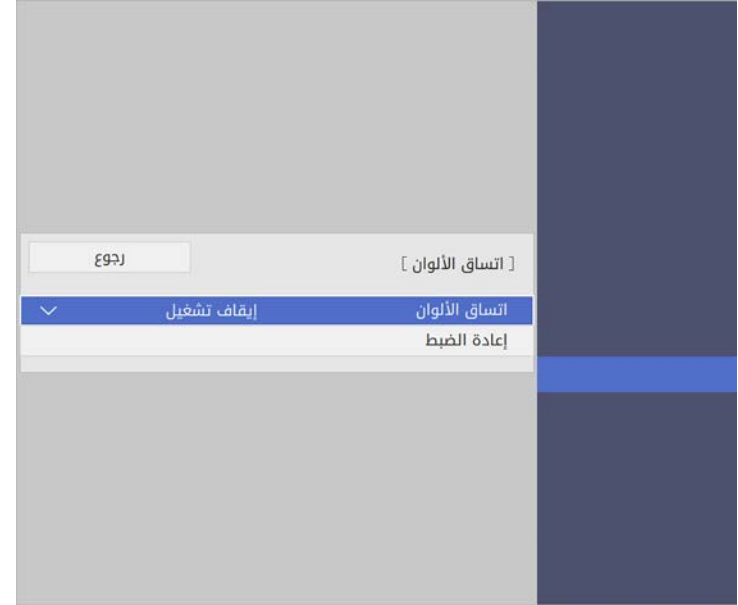 [ اتساق الألوان ]
رجوع
اتساق الألوان إيقاف تشغيل
إعادة الضبط